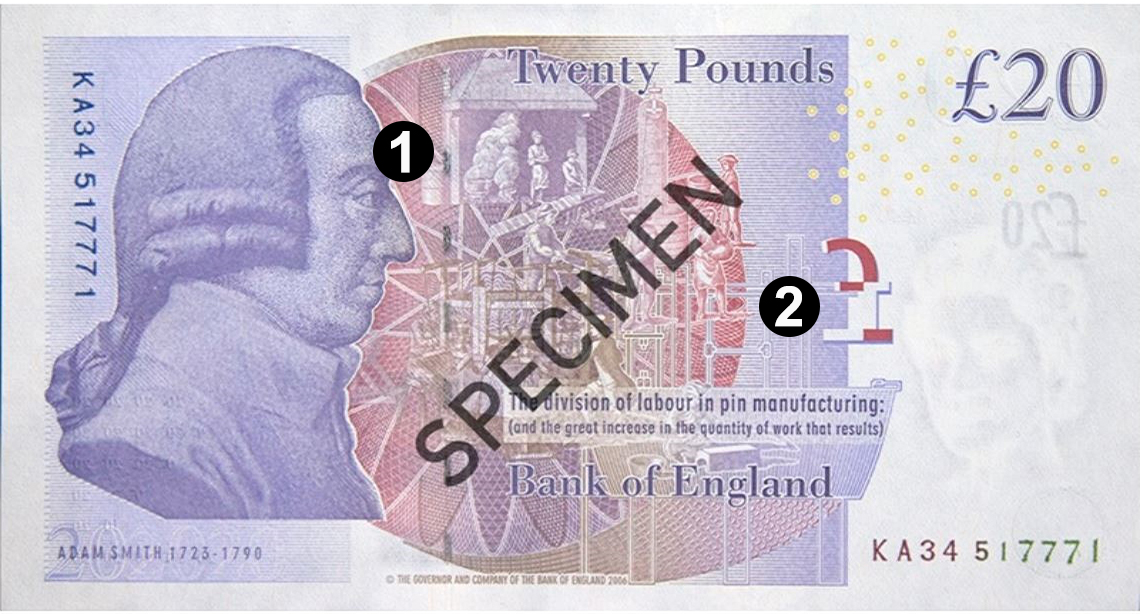 Twenty Pounds
£20
KA34 517771
1
£20
SPECIMEN
2
The division of labour in pin manufacturing:
(and the great increase in the quantity of work that results)
Bank of England
20
ADAM SMITH 1723-1790
KA34 517771
© THE GOVERNOR AND COMPANY OF THE BANK OF ENGLAND 2006